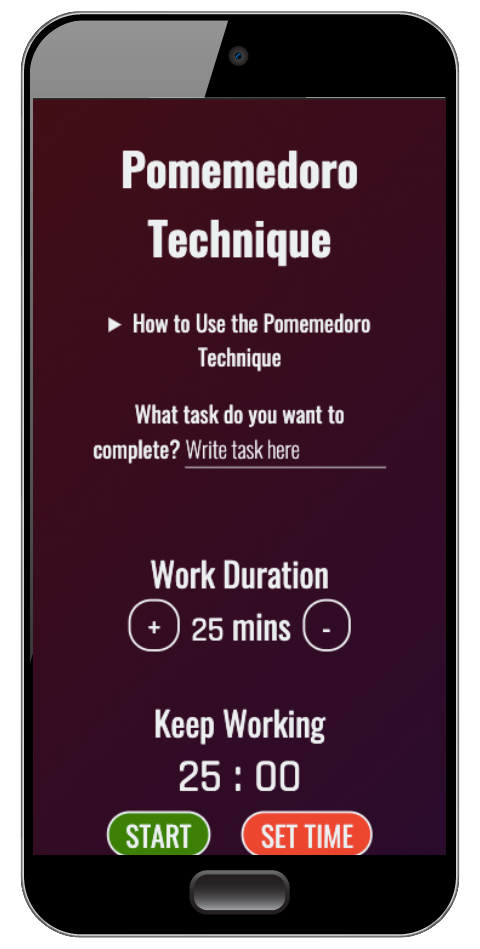 Pomemedoro
Technique
► How to Use the Pomemedoro
Technique
What task do you want to
complete? Write task here
Work Duration
+ 25 mins -
Keep Working
25 : 00
START SET TIME